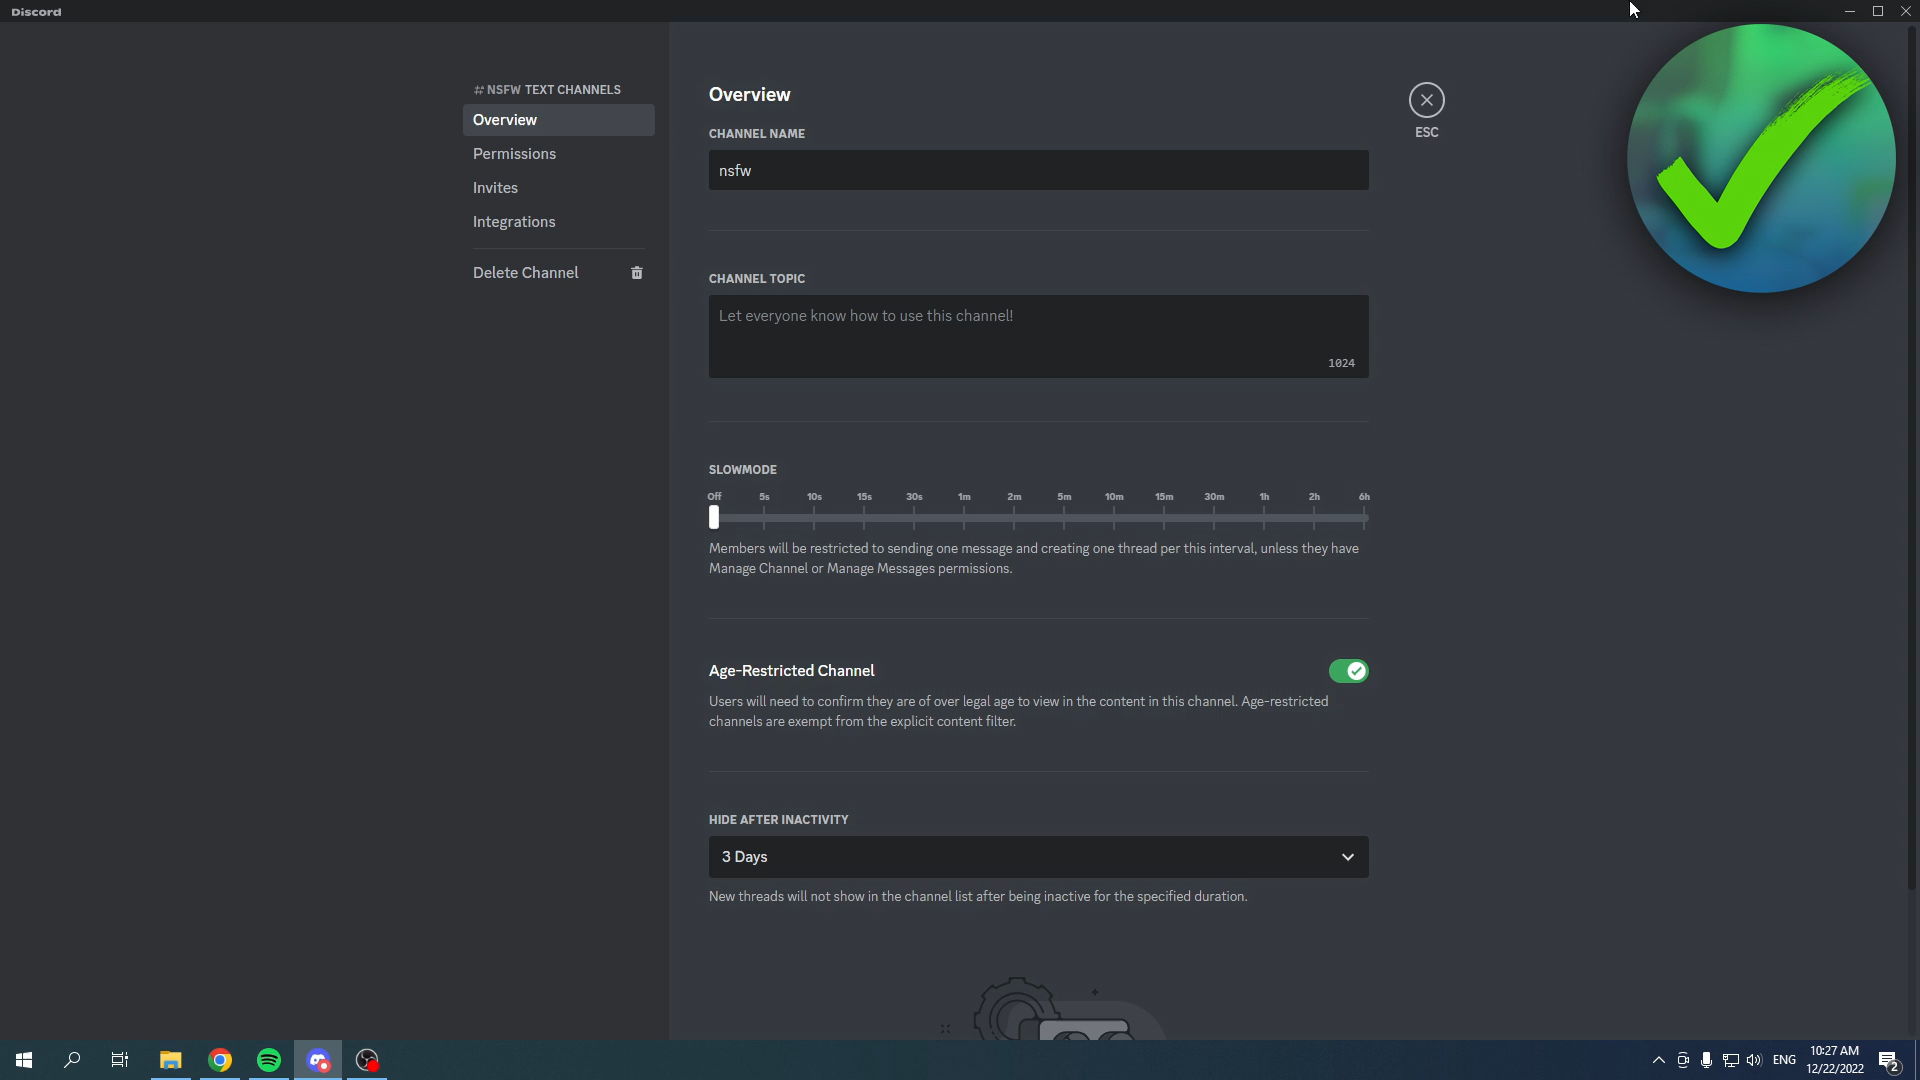 Discord
# NSFW TEXT CHANNELS
Overview
Permissions
Invites
Integrations
Delete Channel
Overview
CHANNEL NAME
nsfw
ESC
CHANNEL TOPIC
Let everyone know how to use this channel!
1024
SLOWMODE
Off 5s 10s 15s 30s 1m 2m 5m 10m 15m 30m 1h 2h 6h
Members will be restricted to sending one message and creating one thread per this interval, unless they have
Manage Channel or Manage Messages permissions.
Age-Restricted Channel
Users will need to confirm they are of over legal age to view in the content in this channel. Age-restricted
channels are exempt from the explicit content filter.
HIDE AFTER INACTIVITY
3 Days
New threads will not show in the channel list after being inactive for the specified duration.
ENG
10:27 AM
12/22/2022
2